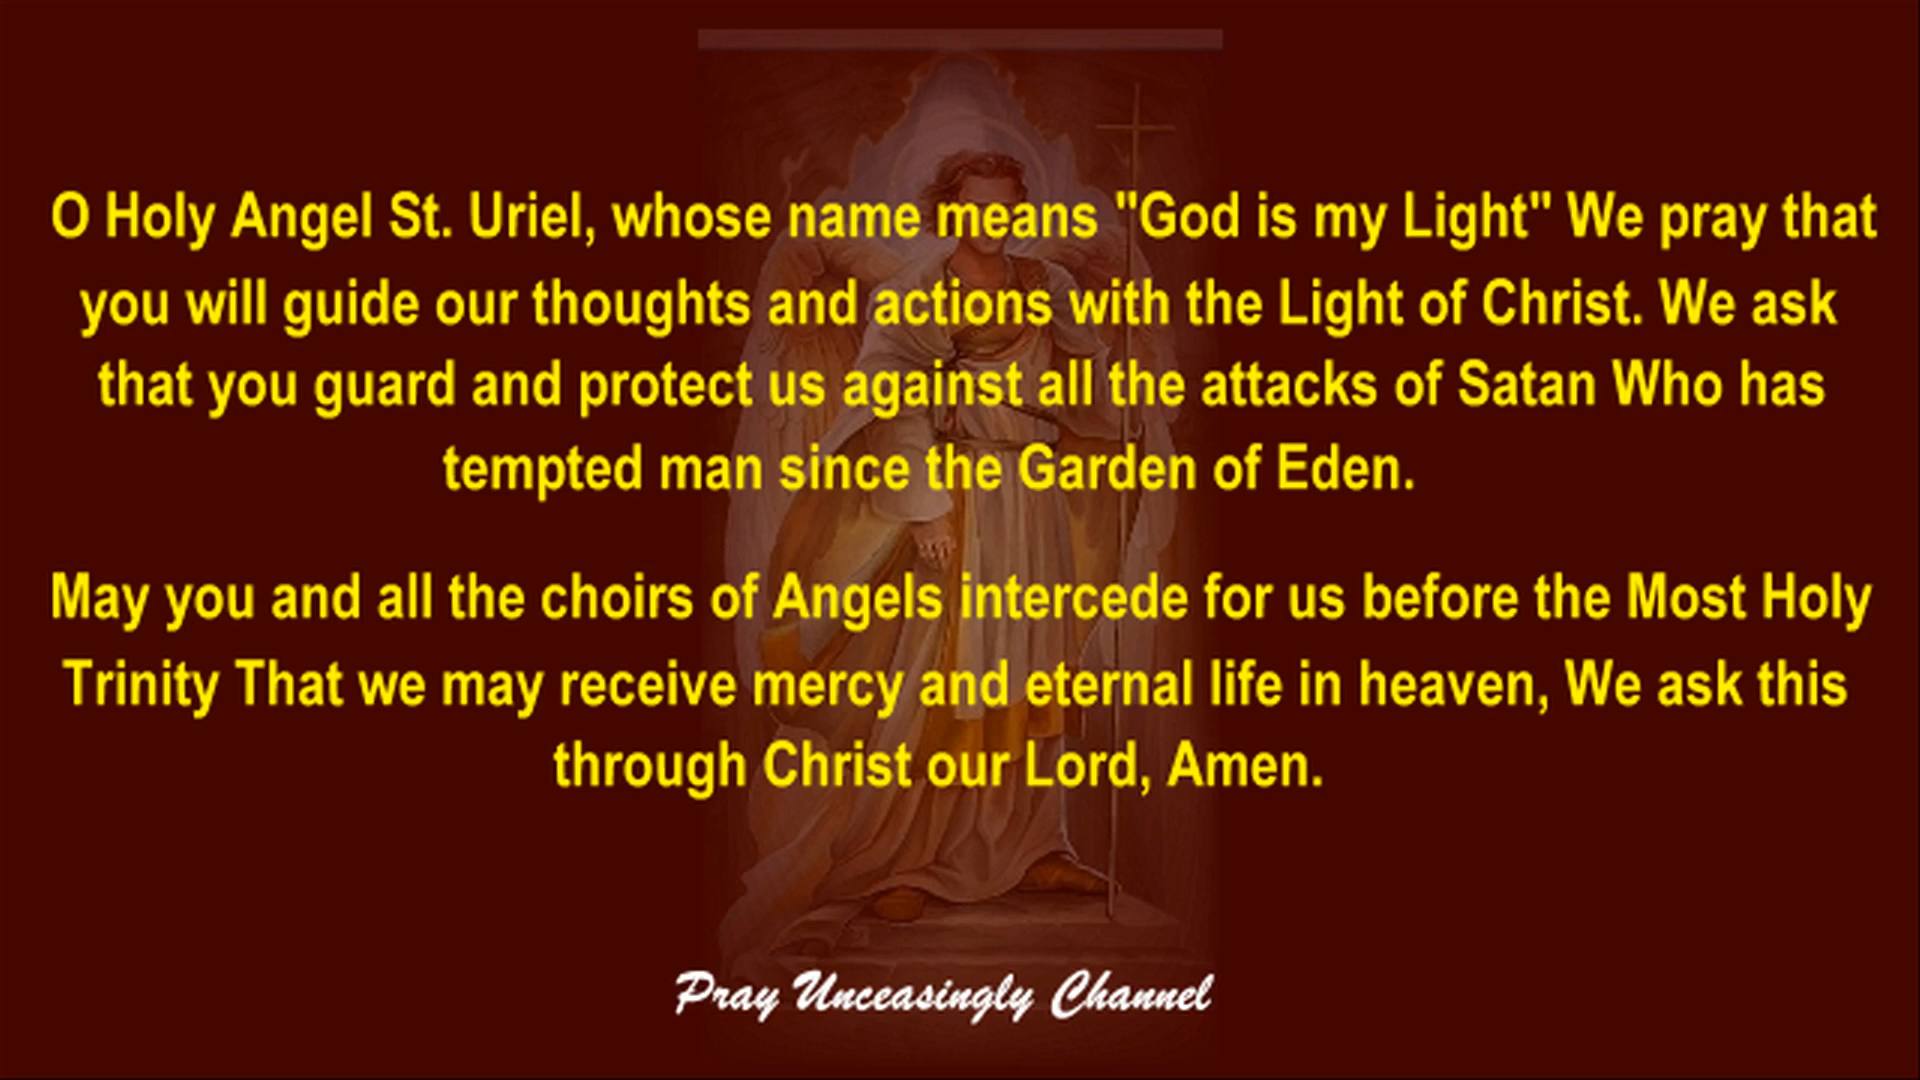 O Holy Angel St. Uriel, whose name means "God is my Light" We pray that
you will guide our thoughts and actions with the Light of Christ. We ask
that you guard and protect us against all the attacks of Satan Who has
tempted man since the Garden of Eden.
May you and all the choirs of Angels intercede for us before the Most Holy
Trinity That we may receive mercy and eternal life in heaven, We ask this
through Christ our Lord, Amen.
Pray Unceasingly Channel